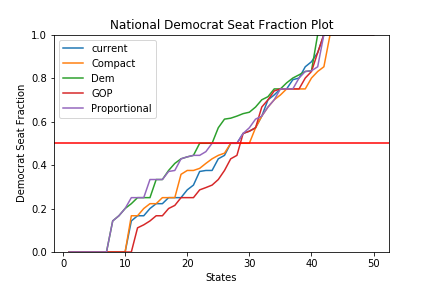 National Democrat Seat Fraction Plot
1.0
0.8
0.6
0.4
0.2
0.0
Democrat Seat Fraction
current
Compact
Dem
GOP
Proportional
0 10 20 30 40 50
States